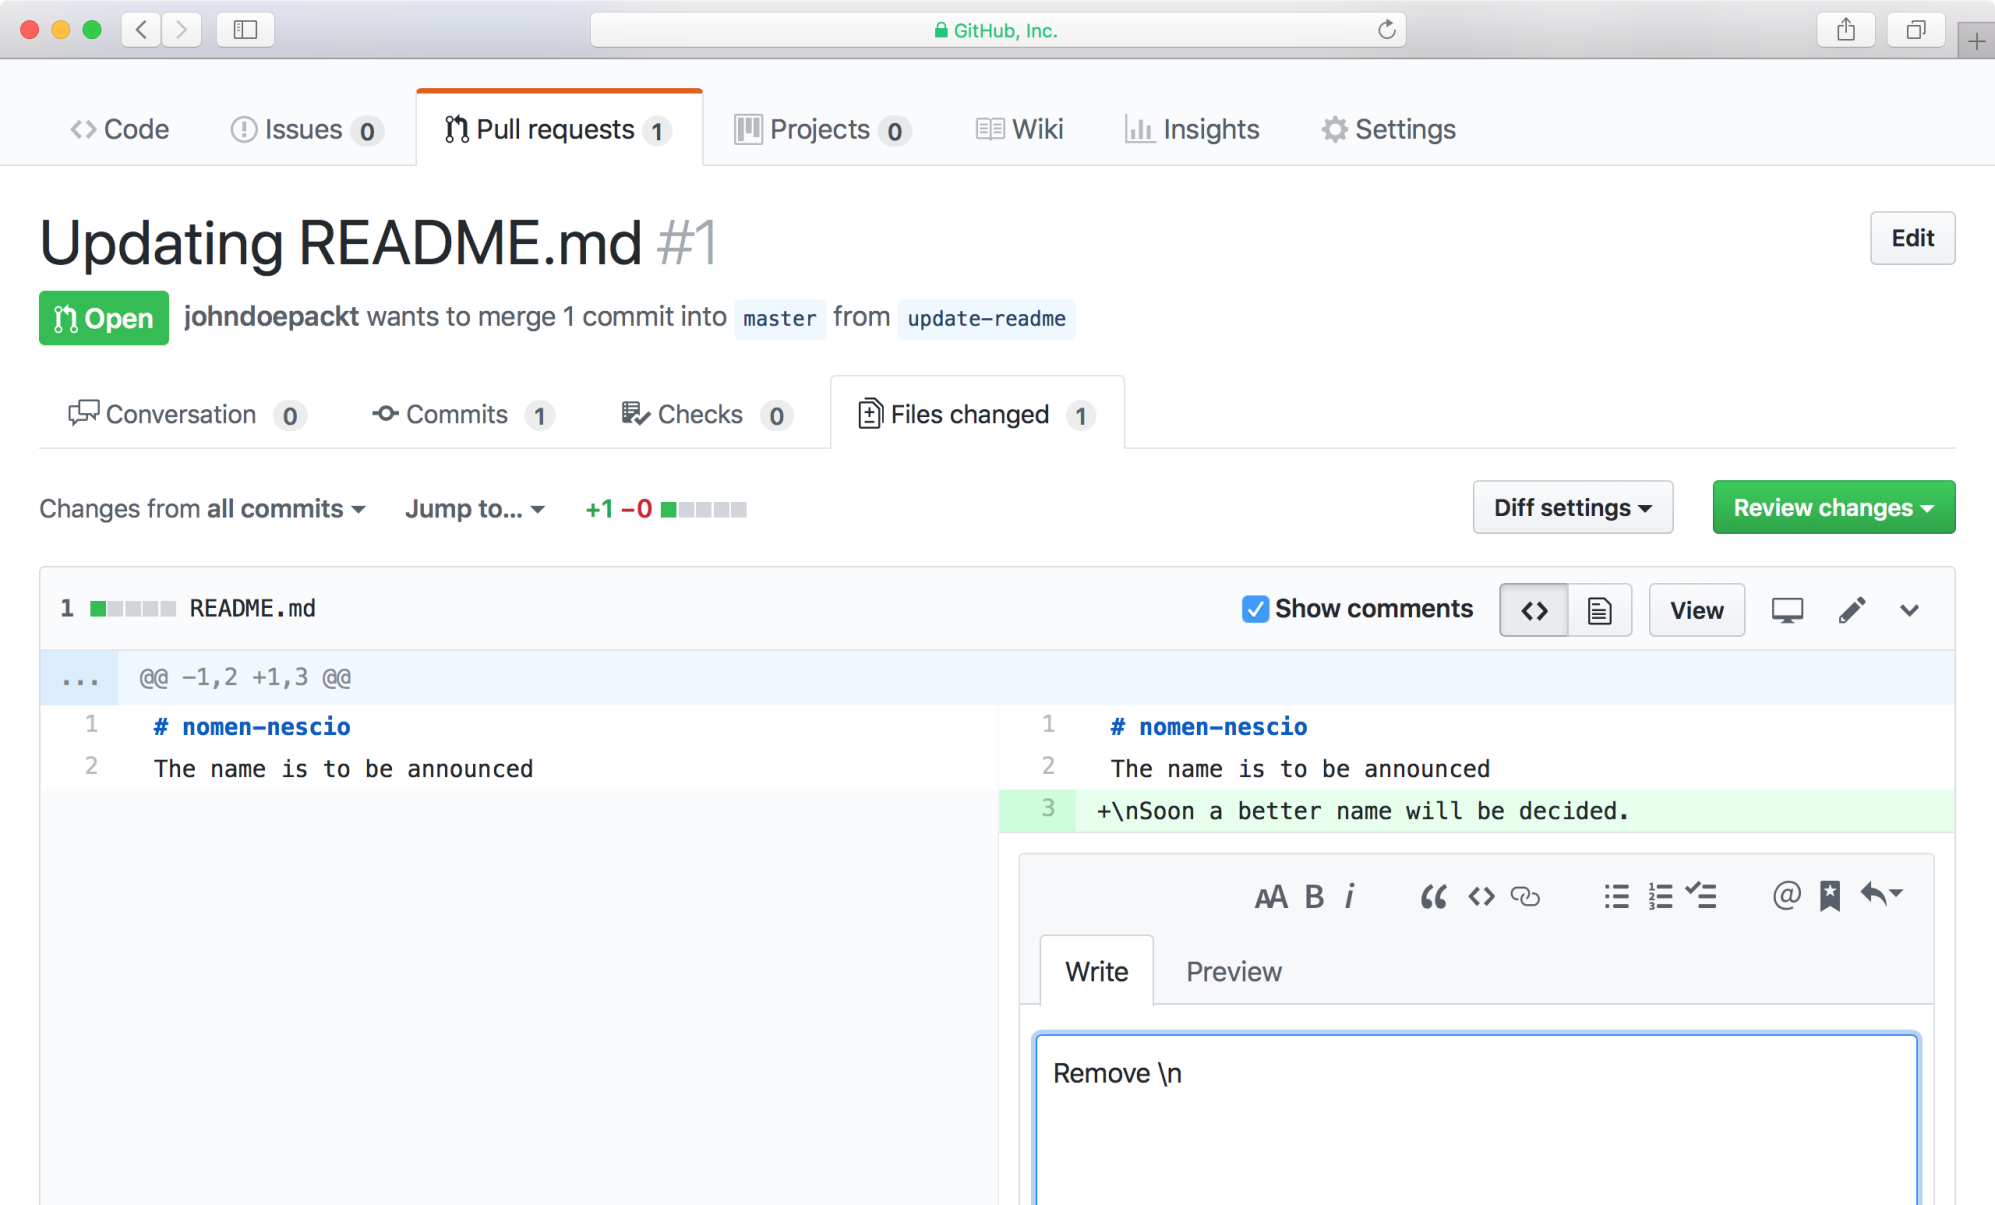 GitHub, Inc.
Code Issues 0 Pull requests 1 Projects 0 Wiki Insights Settings
Updating README.md #1
Edit
Open johndoepackt wants to merge 1 commit into master from update-readme
Conversation 0 Commits 1 Checks 0 Files changed 1
Changes from all commits Jump to... +1 −0 Diff settings Review changes
1 README.md Show comments View
... @@ -1,2 +1,3 @@
1 # nomen-nescio 1 # nomen-nescio
2 The name is to be announced 2 The name is to be announced
3 +\nSoon a better name will be decided.
AA B i “ <> @
Write Preview
Remove \n